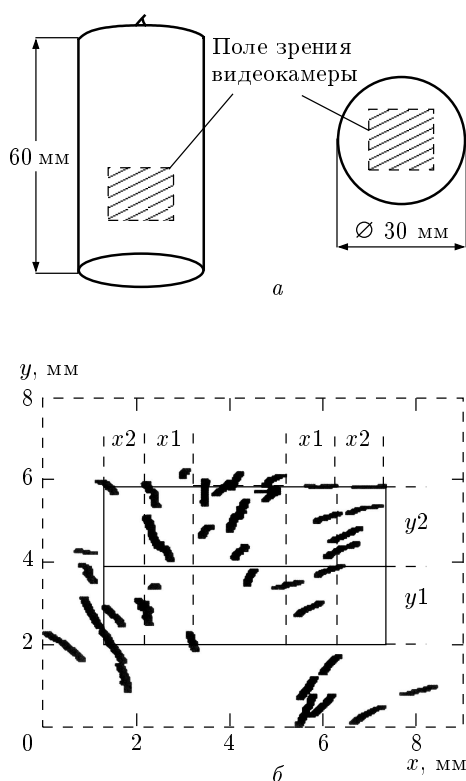 Поле зрения
видеокамеры
60 мм
∅ 30 мм
а
y, мм
8
x2 x1 x1 x2
6
y2
4
y1
2
0 2 4 6 8
x, мм
б